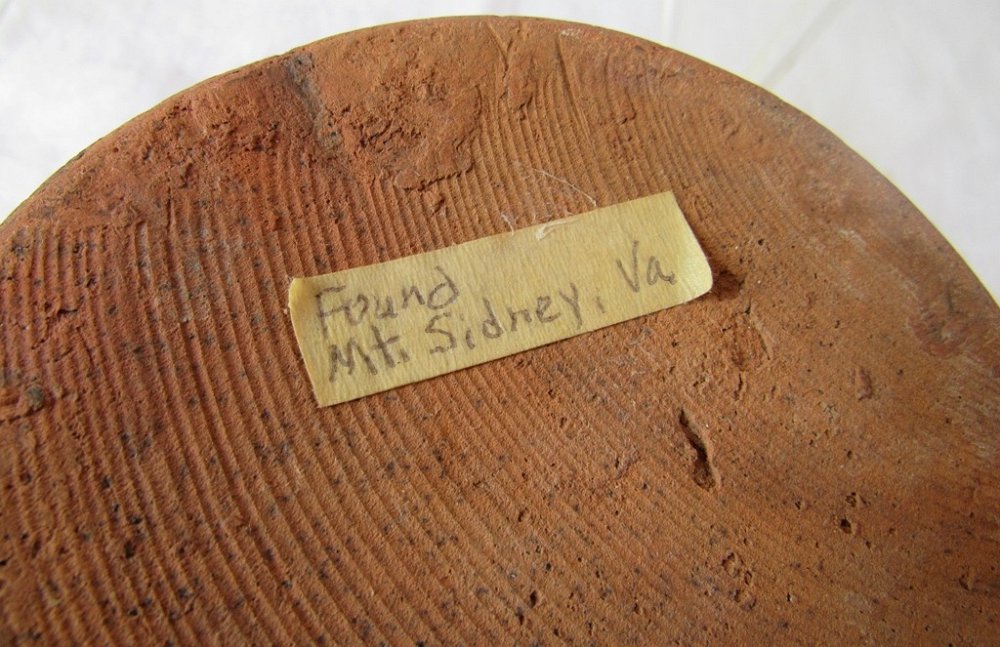 Found
Mt. Sidney, Va